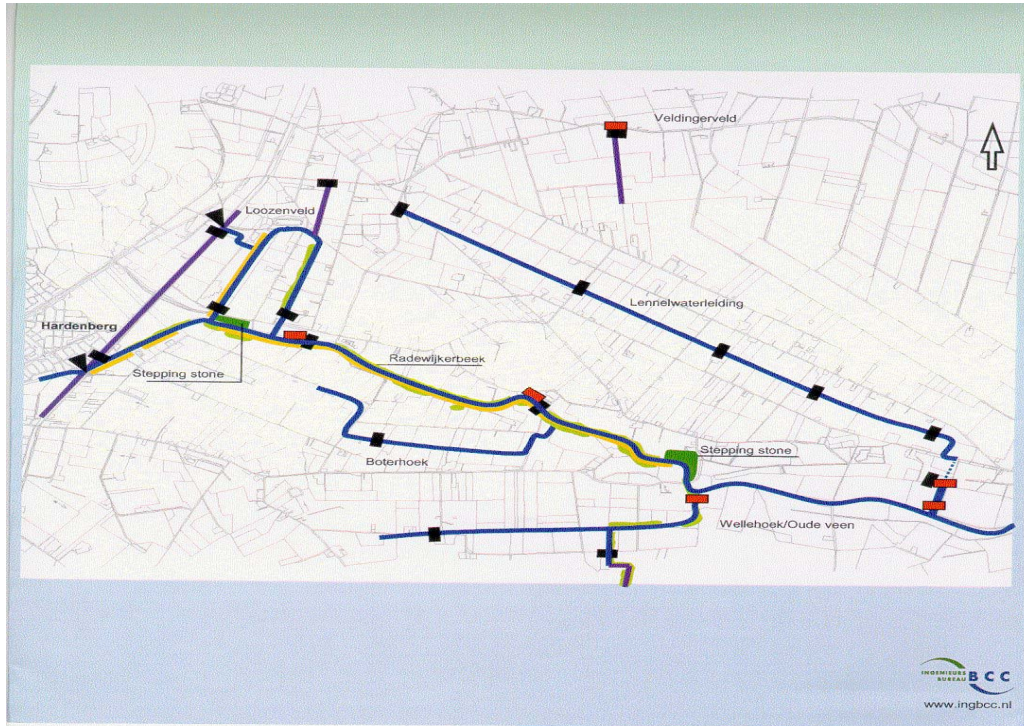 Veldingerveld
Loozenveld
Lennelwaterleiding
Hardenberg
Radewijkerbeek
Stepping stone
Stepping stone
Boterhoek
Wellehoek/Oude veen
INGENIEURS
BUREAU BCC
www.ingbcc.nl